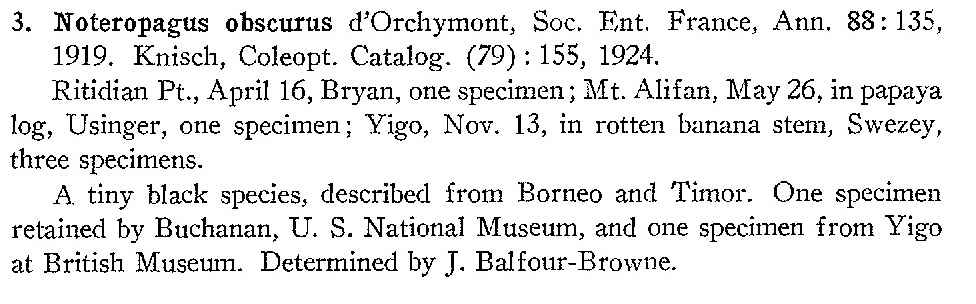 3. Noteropagus obscurus d'Orchymont, Soc. Ent. France, Ann. 88: 135,
1919. Knisch, Coleopt. Catalog. (79) : 155, 1924.
Ritidian Pt., April 16, Bryan, one specimen; Mt. Alifan, May 26, in papaya
log, Usinger, one specimen; Yigo, Nov. 13, in rotten banana stem, Swezey,
three specimens.
A tiny black species, described from Borneo and Timor. One specimen
retained by Buchanan, U. S. National Museum, and one specimen from Yigo
at British Museum. Determined by J. Balfour-Browne.